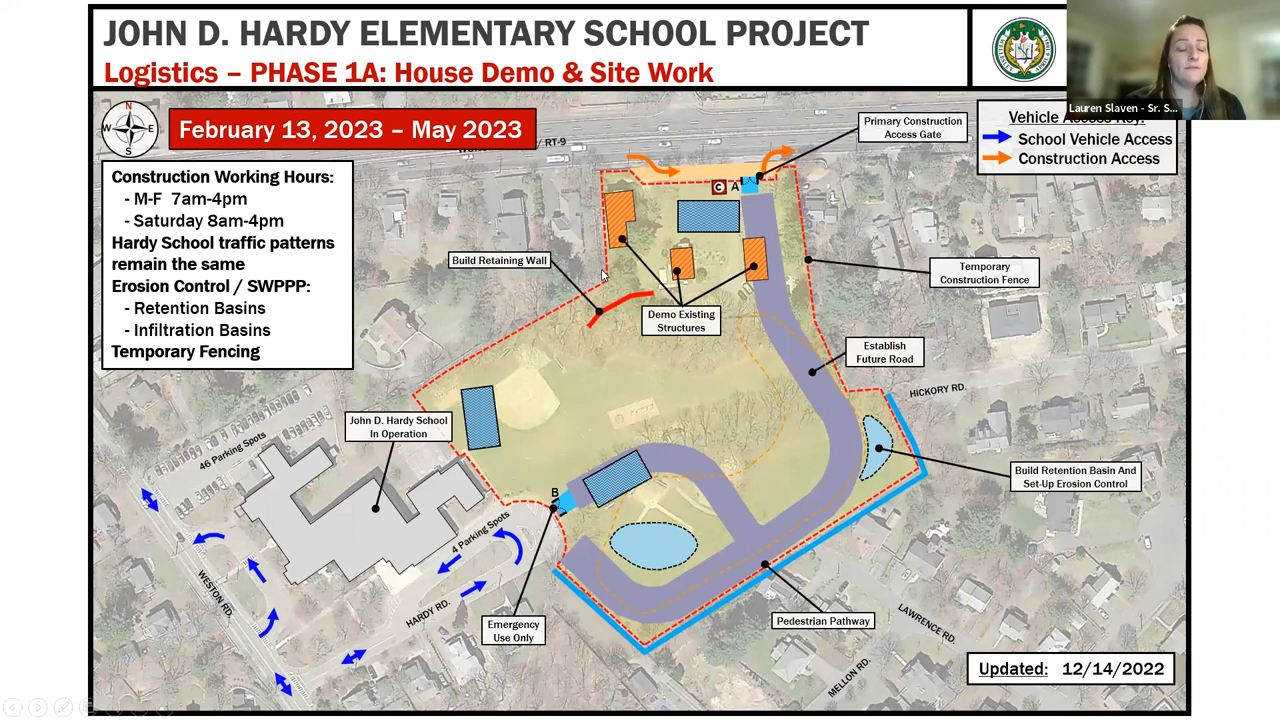 JOHN D. HARDY ELEMENTARY SCHOOL PROJECT
Logistics – PHASE 1A: House Demo & Site Work
Lauren Slaven - Sr. S...
N
W E
S
February 13, 2023 – May 2023
/ RT-9
Primary Construction
Access Gate
Vehicle Access Key:
School Vehicle Access
Construction Access
Construction Working Hours:
- M-F 7am-4pm
- Saturday 8am-4pm
Hardy School traffic patterns
remain the same
Erosion Control / SWPPP:
- Retention Basins
- Infiltration Basins
Temporary Fencing
C A
Build Retaining Wall
Temporary
Construction Fence
Demo Existing
Structures
Establish
Future Road
HICKORY RD.
John D. Hardy School
In Operation
46 Parking Spots
Build Retention Basin And
Set-Up Erosion Control
B
4 Parking Spots
WESTON RD.
HARDY RD.
Emergency
Use Only
Pedestrian Pathway
LAWRENCE RD.
MELLON RD.
Updated: 12/14/2022